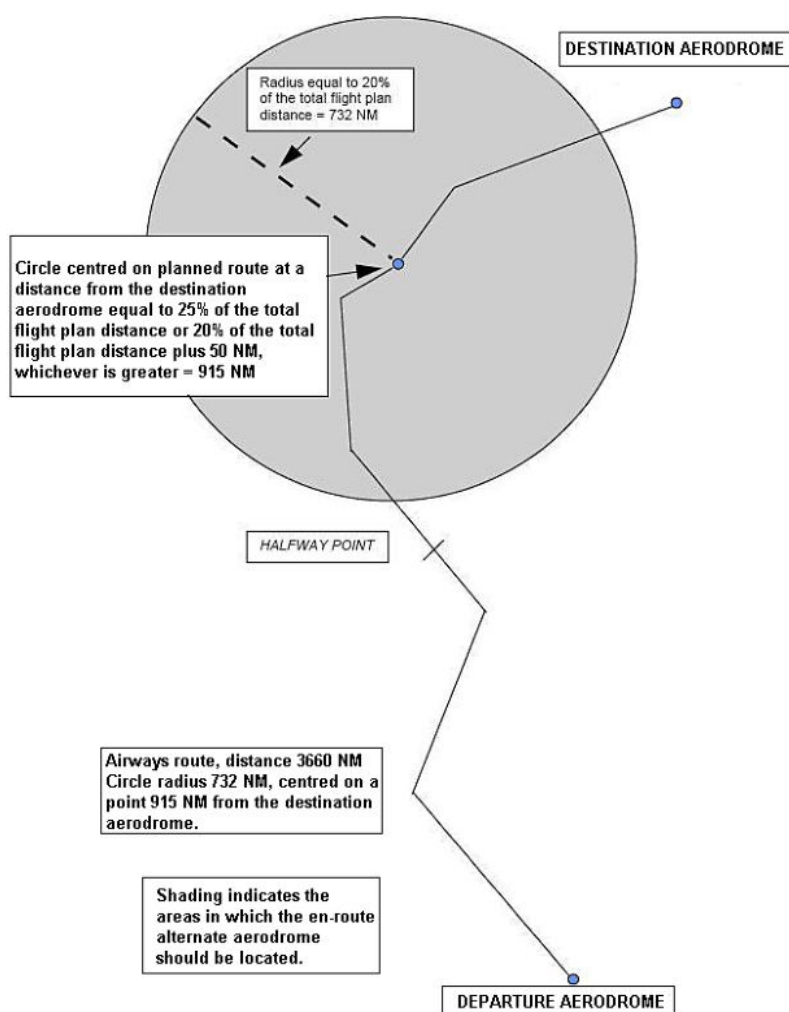 DESTINATION AERODROME
Radius equal to 20%
of the total flight plan
distance = 732 NM
Circle centred on planned route at a
distance from the destination
aerodrome equal to 25% of the total
flight plan distance or 20% of the total
flight plan distance plus 50 NM,
whichever is greater = 915 NM
HALFWAY POINT
Airways route, distance 3660 NM
Circle radius 732 NM, centred on a
point 915 NM from the destination
aerodrome.
Shading indicates the
areas in which the en-route
alternate aerodrome
should be located.
DEPARTURE AERODROME